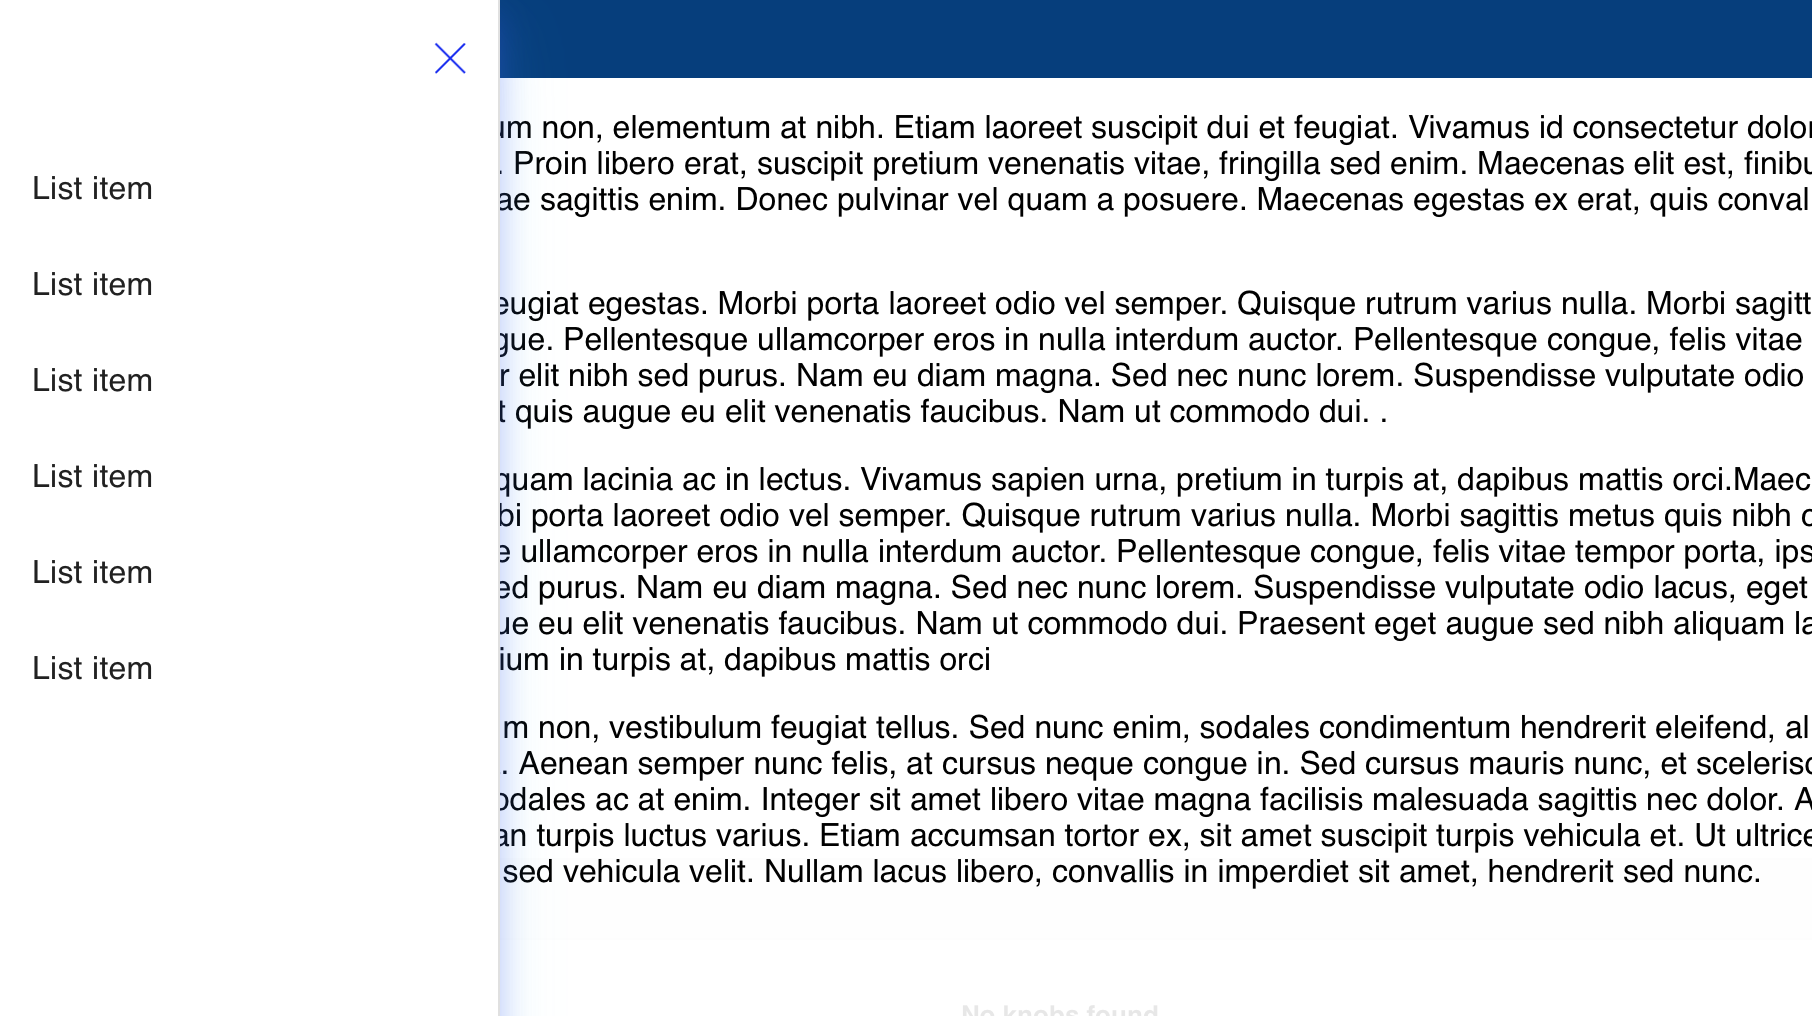 List item
List item
List item
List item
List item
List item
um non, elementum at nibh. Etiam laoreet suscipit dui et feugiat. Vivamus id consectetur dolor
. Proin libero erat, suscipit pretium venenatis vitae, fringilla sed enim. Maecenas elit est, finibu
ae sagittis enim. Donec pulvinar vel quam a posuere. Maecenas egestas ex erat, quis conval
eugiat egestas. Morbi porta laoreet odio vel semper. Quisque rutrum varius nulla. Morbi sagitt
gue. Pellentesque ullamcorper eros in nulla interdum auctor. Pellentesque congue, felis vitae
r elit nibh sed purus. Nam eu diam magna. Sed nec nunc lorem. Suspendisse vulputate odio
t quis augue eu elit venenatis faucibus. Nam ut commodo dui. .
quam lacinia ac in lectus. Vivamus sapien urna, pretium in turpis at, dapibus mattis orci.Maec
bi porta laoreet odio vel semper. Quisque rutrum varius nulla. Morbi sagittis metus quis nibh c
e ullamcorper eros in nulla interdum auctor. Pellentesque congue, felis vitae tempor porta, ips
ed purus. Nam eu diam magna. Sed nec nunc lorem. Suspendisse vulputate odio lacus, eget
ue eu elit venenatis faucibus. Nam ut commodo dui. Praesent eget augue sed nibh aliquam la
ium in turpis at, dapibus mattis orci
m non, vestibulum feugiat tellus. Sed nunc enim, sodales condimentum hendrerit eleifend, al
. Aenean semper nunc felis, at cursus neque congue in. Sed cursus mauris nunc, et scelerisc
odales ac at enim. Integer sit amet libero vitae magna facilisis malesuada sagittis nec dolor. A
an turpis luctus varius. Etiam accumsan tortor ex, sit amet suscipit turpis vehicula et. Ut ultrice
sed vehicula velit. Nullam lacus libero, convallis in imperdiet sit amet, hendrerit sed nunc.
No knobs found